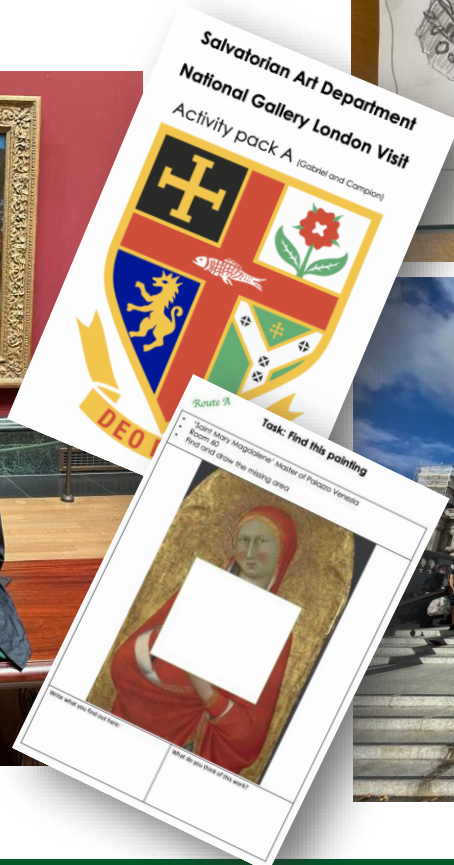 Salvatorian Art Department
National Gallery London Visit
Activity pack A (Gabriel and Campion)
DEO
Route A
Task: Find this painting
• 'Saint Mary Magdalene' Master of Palazzo Venezia
• Room 60
• Find and draw the missing area
Write what you find out here:
What do you think of this work?